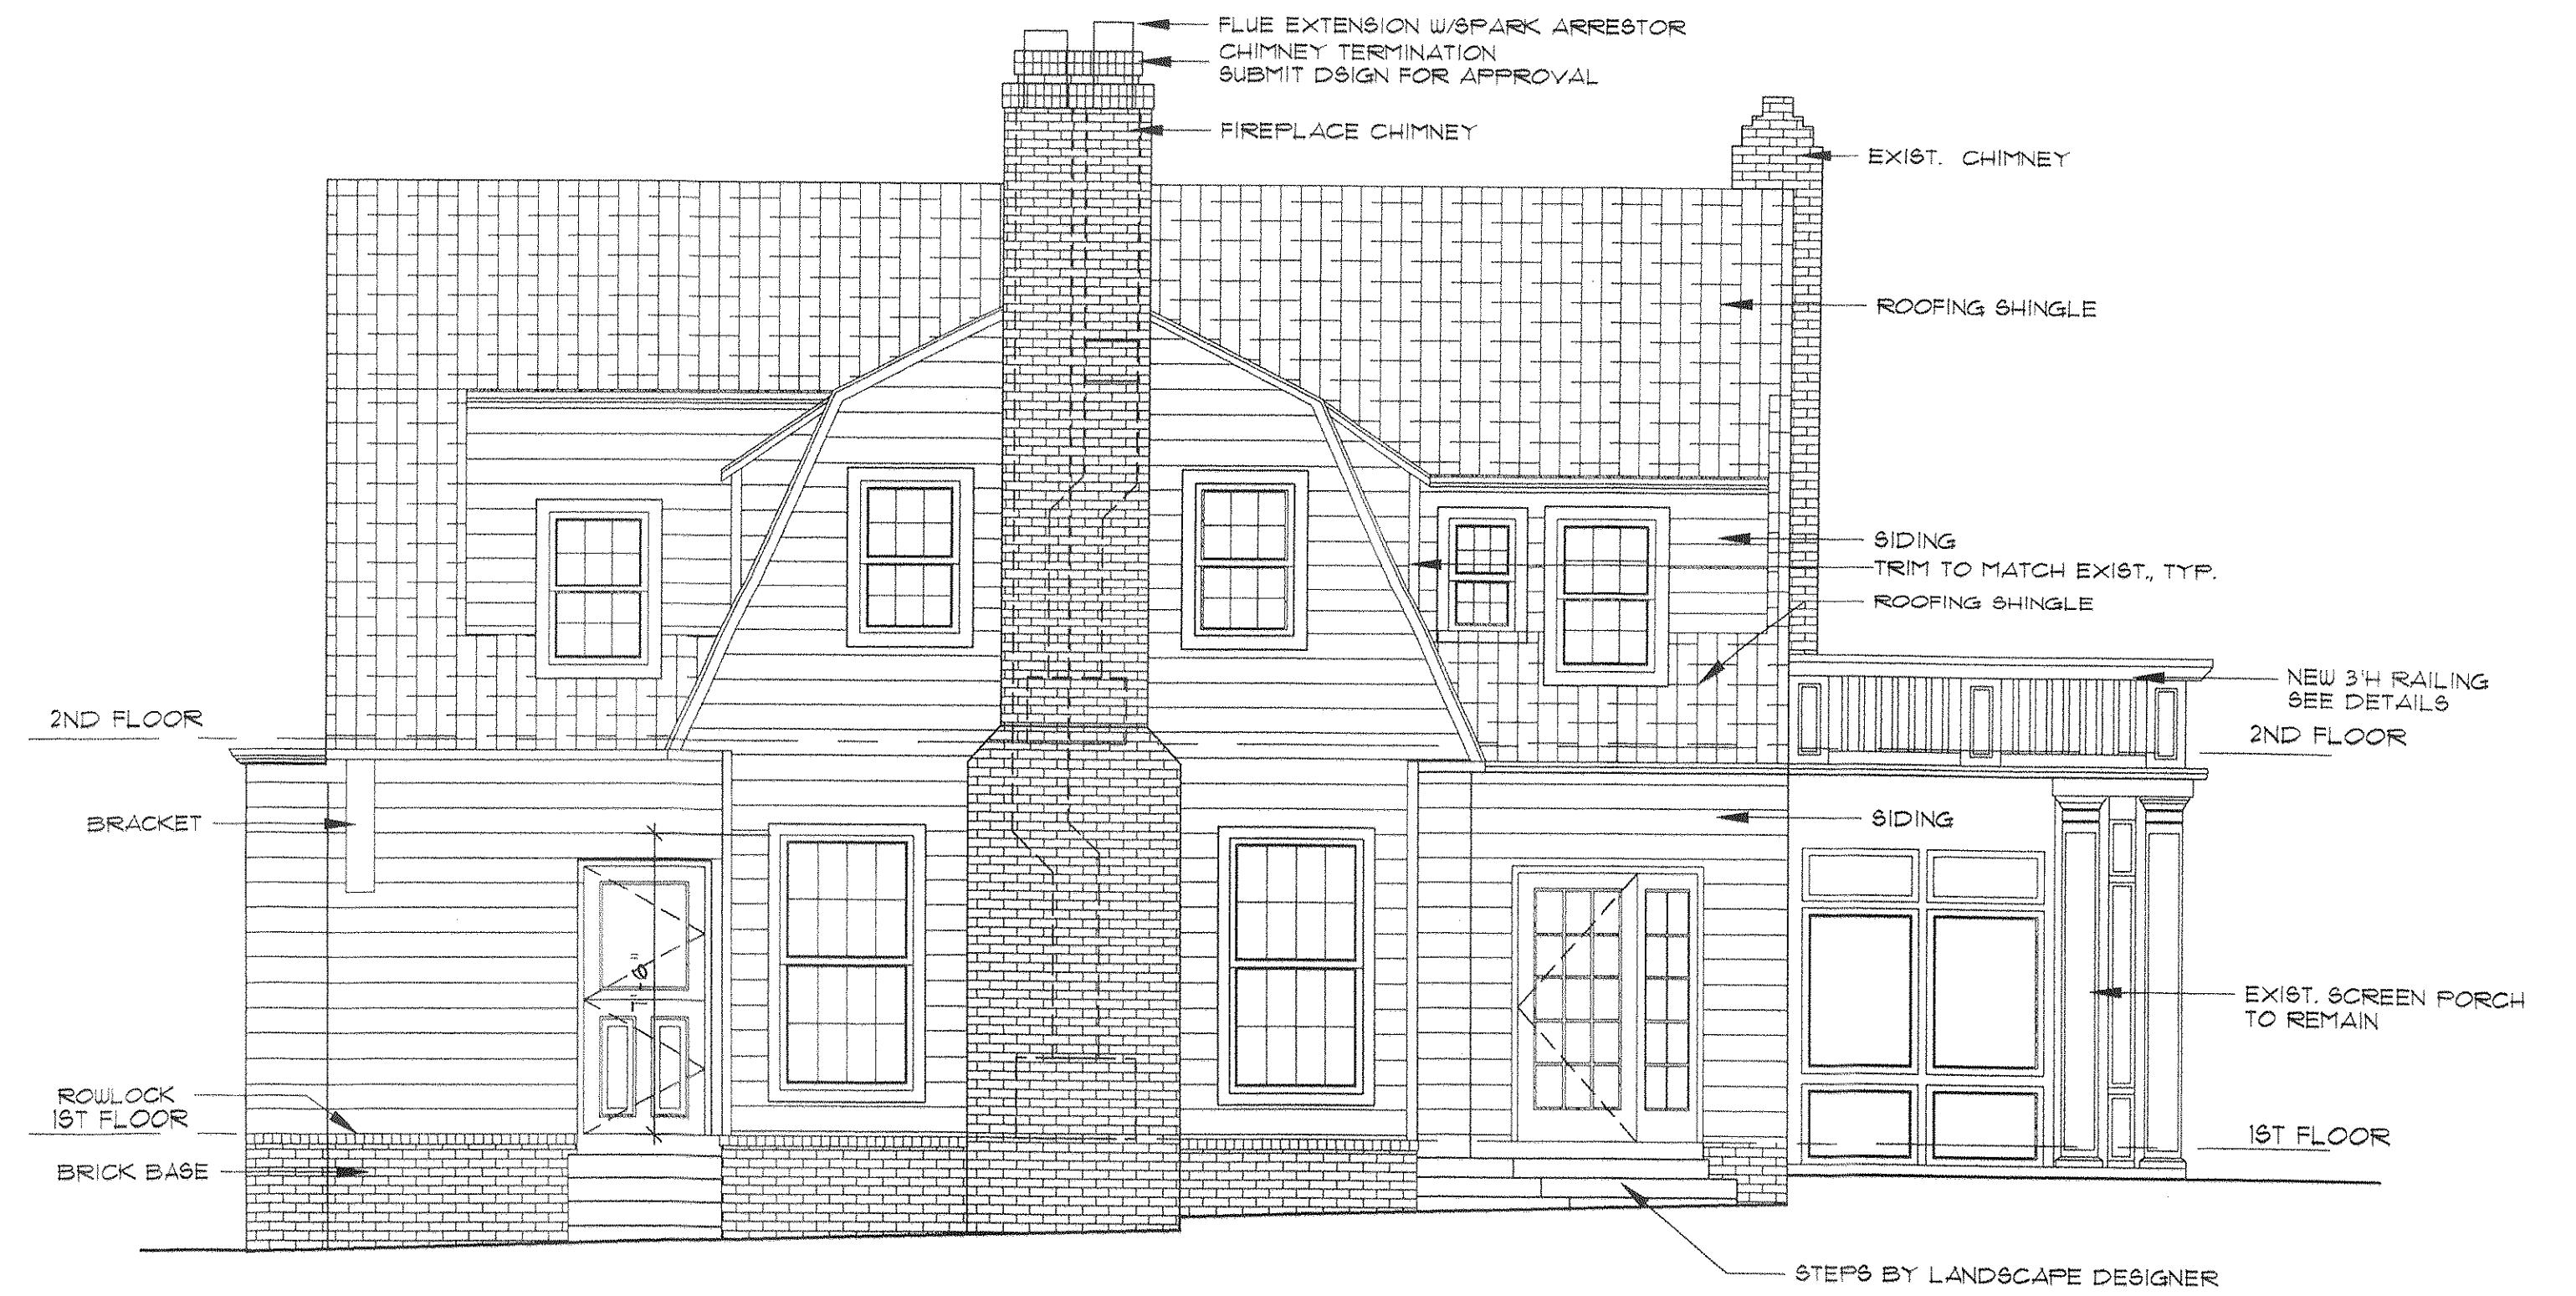 FLUE EXTENSION W/SPARK ARRESTOR
CHIMNEY TERMINATION
SUBMIT DSIGN FOR APPROVAL
FIREPLACE CHIMNEY
EXIST. CHIMNEY
ROOFING SHINGLE
SIDING
TRIM TO MATCH EXIST., TYP.
ROOFING SHINGLE
NEW 3'H RAILING
SEE DETAILS
2ND FLOOR
2ND FLOOR
BRACKET
SIDING
EXIST. SCREEN PORCH
TO REMAIN
ROWLOCK
1ST FLOOR
1ST FLOOR
BRICK BASE
STEPS BY LANDSCAPE DESIGNER